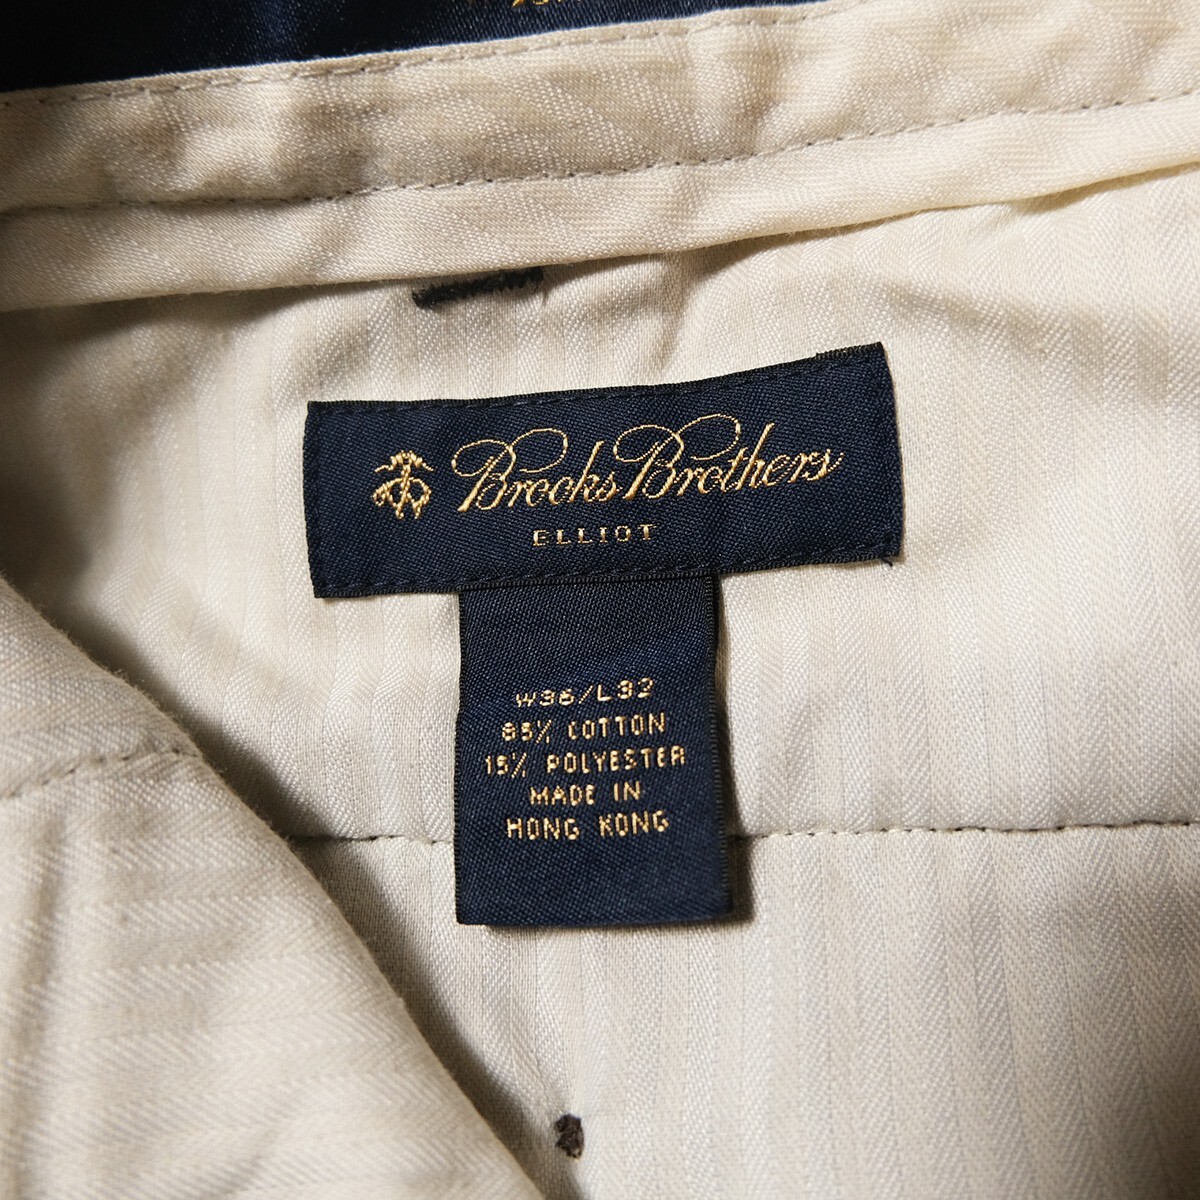 Brooks Brothers
ELLIOT
W36/L32
85% COTTON
15% POLYESTER
MADE IN
HONG KONG